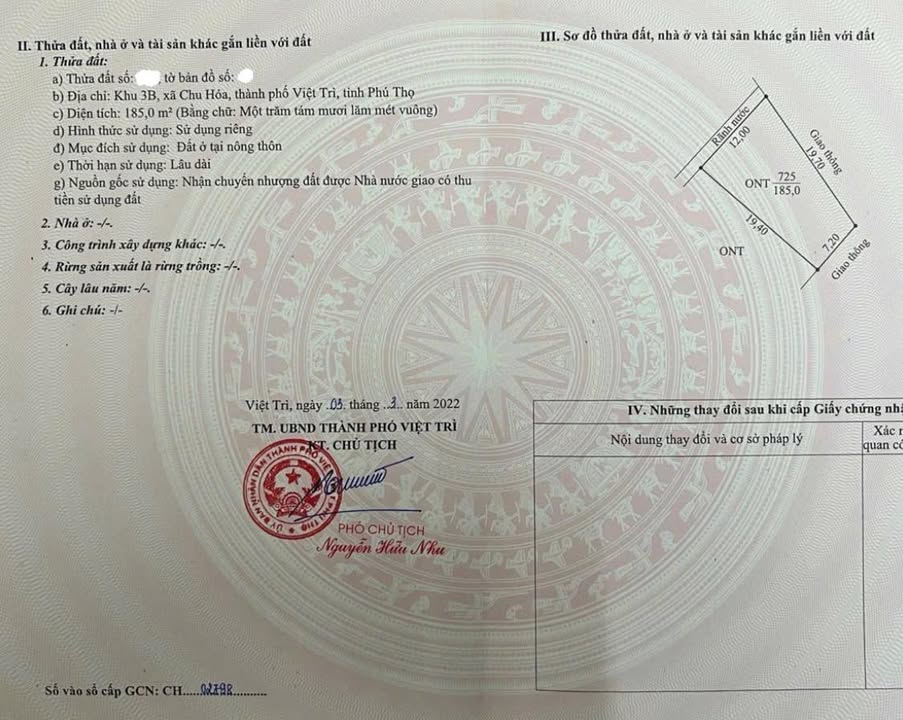 II. Thửa đất, nhà ở và tài sản khác gắn liền với đất
1. Thửa đất:
a) Thửa đất số: , tờ bản đồ số:
b) Địa chỉ: Khu 3B, xã Chu Hóa, thành phố Việt Trì, tỉnh Phú Thọ
c) Diện tích: 185,0 m² (Bằng chữ: Một trăm tám mươi lăm mét vuông)
d) Hình thức sử dụng: Sử dụng riêng
đ) Mục đích sử dụng: Đất ở tại nông thôn
e) Thời hạn sử dụng: Lâu dài
g) Nguồn gốc sử dụng: Nhận chuyển nhượng đất được Nhà nước giao có thu
tiền sử dụng đất
2. Nhà ở: -/-.
3. Công trình xây dựng khác: -/-.
4. Rừng sản xuất là rừng trồng: -/-.
5. Cây lâu năm: -/-.
6. Ghi chú: -/-
Việt Trì, ngày .03. tháng ..3.. năm 2022
TM. UBND THÀNH PHỐ VIỆT TRÌ
KT. CHỦ TỊCH
PHÓ CHỦ TỊCH
Nguyễn Hữu Nhu
Số vào sổ cấp GCN: CH
III. Sơ đồ thửa đất, nhà ở và tài sản khác gắn liền với đất
Rãnh nước
12,00
Giao thông
19,70
ONT 725
185,0
19,40
7,20
Giao thông
ONT
IV. Những thay đổi sau khi cấp Giấy chứng nh
Nội dung thay đổi và cơ sở pháp lý
Xác
quan có